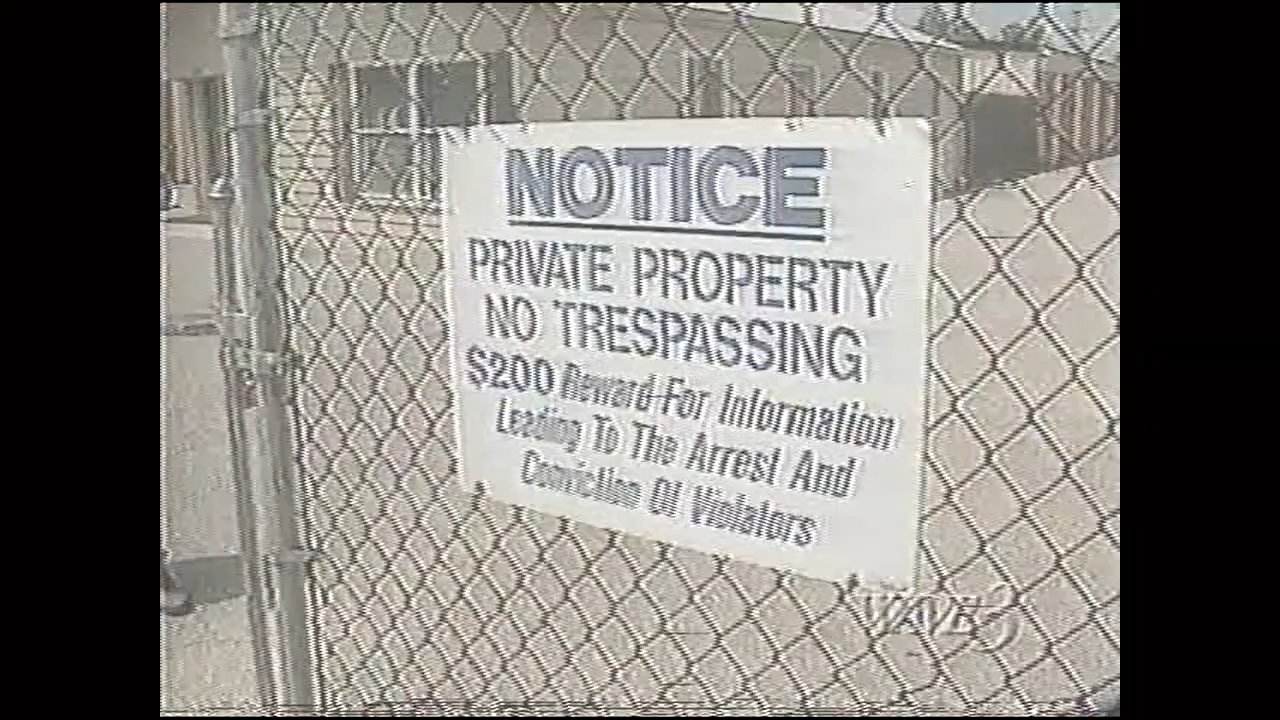 NOTICE
PRIVATE PROPERTY
NO TRESPASSING
$200 Reward For Information
Leading To The Arrest And
Conviction Of Violators
WAVE 3